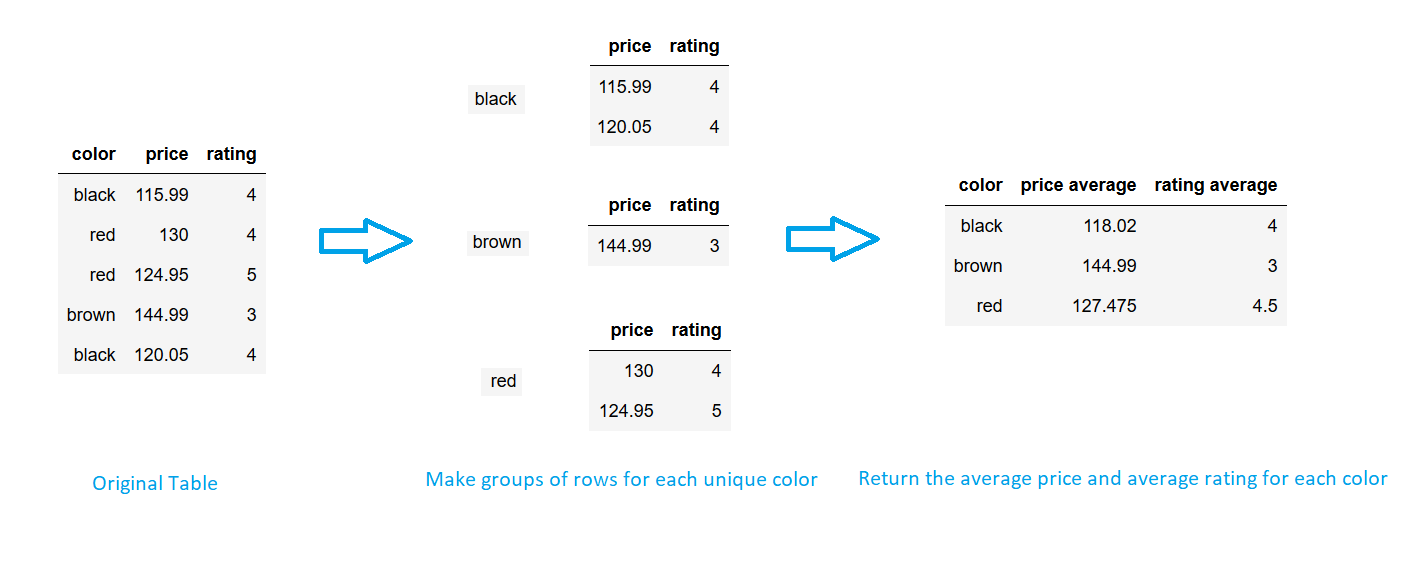 color price rating
black 115.99 4
red 130 4
red 124.95 5
brown 144.99 3
black 120.05 4
Original Table
black
price rating
115.99 4
120.05 4
brown
price rating
144.99 3
red
price rating
130 4
124.95 5
Make groups of rows for each unique color
color price average rating average
black 118.02 4
brown 144.99 3
red 127.475 4.5
Return the average price and average rating for each color